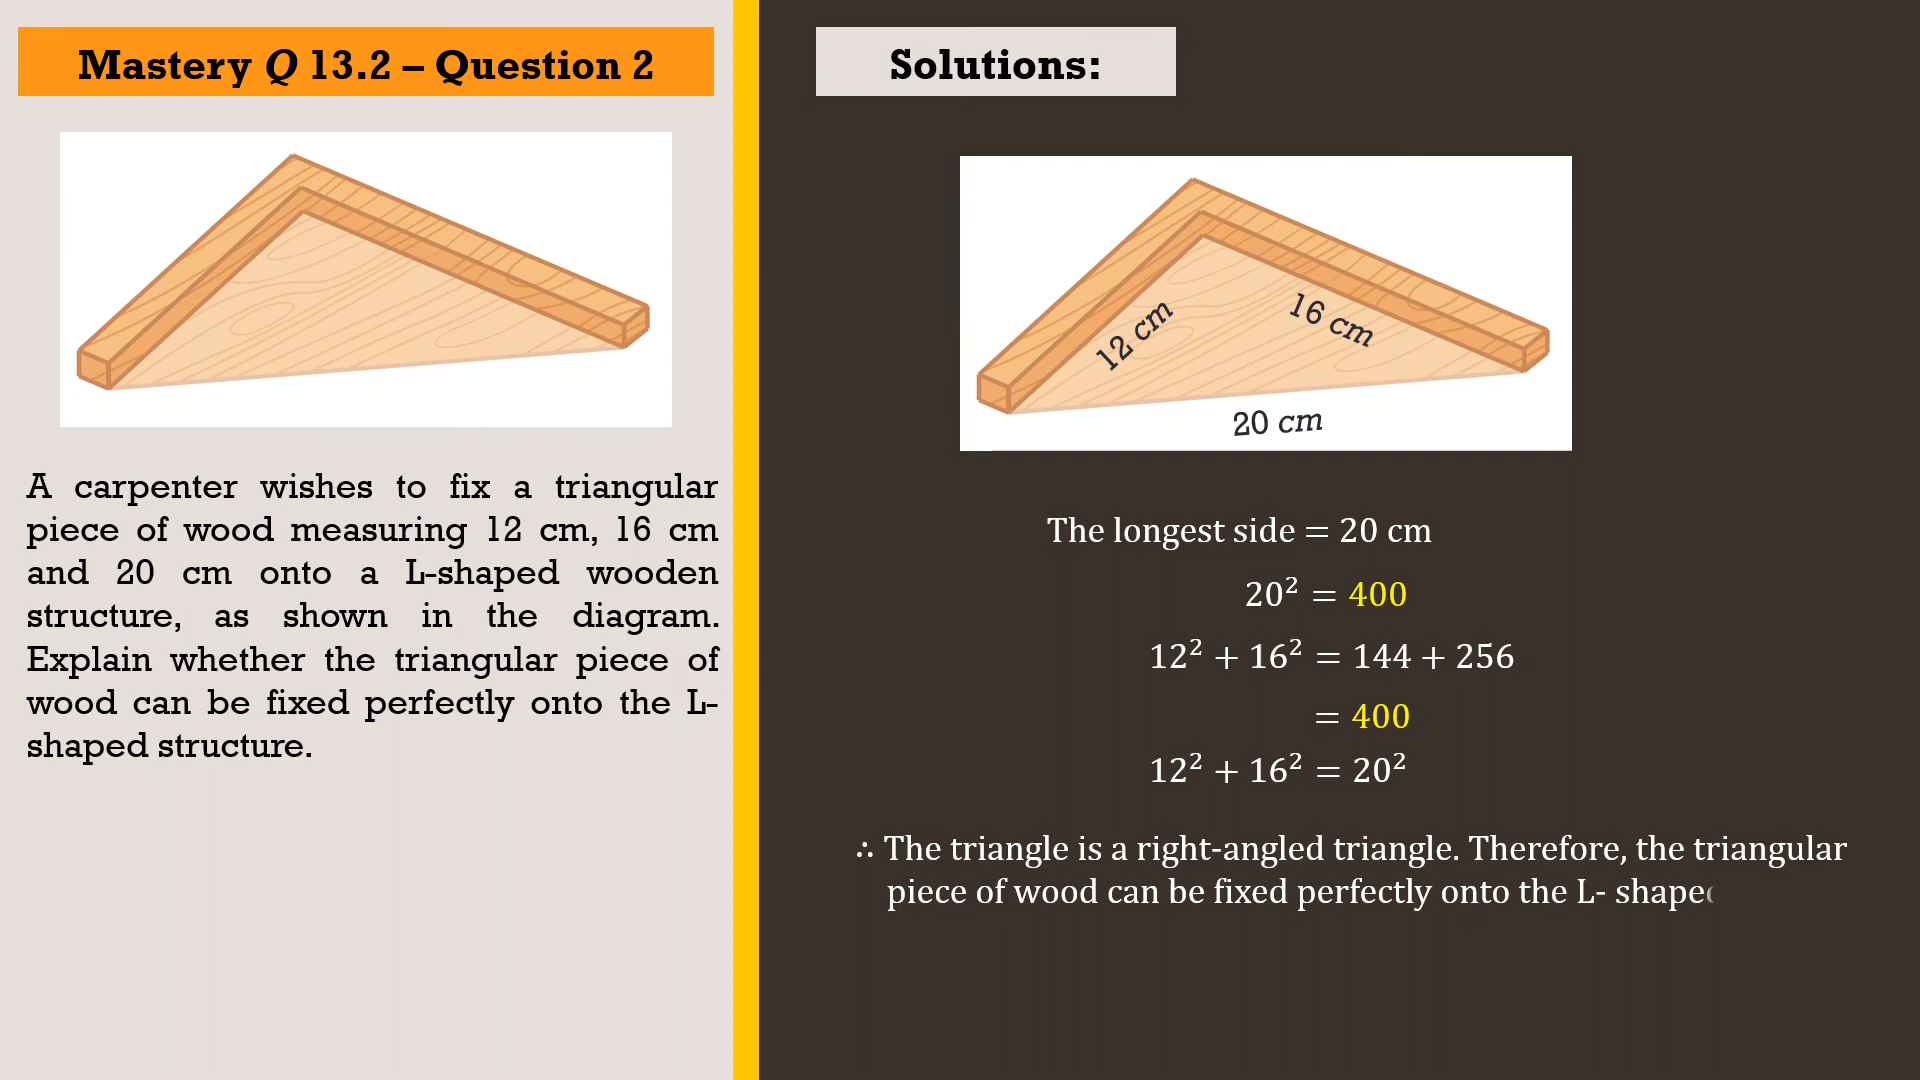 Mastery Q 13.2 – Question 2
A carpenter wishes to fix a triangular
piece of wood measuring 12 cm, 16 cm
and 20 cm onto a L-shaped wooden
structure, as shown in the diagram.
Explain whether the triangular piece of
wood can be fixed perfectly onto the L-
shaped structure.
Solutions:
12 cm
16 cm
20 cm
The longest side = 20 cm
20² = 400
12² + 16² = 144 + 256
= 400
12² + 16² = 20²
∴ The triangle is a right-angled triangle. Therefore, the triangular
piece of wood can be fixed perfectly onto the L- shaped